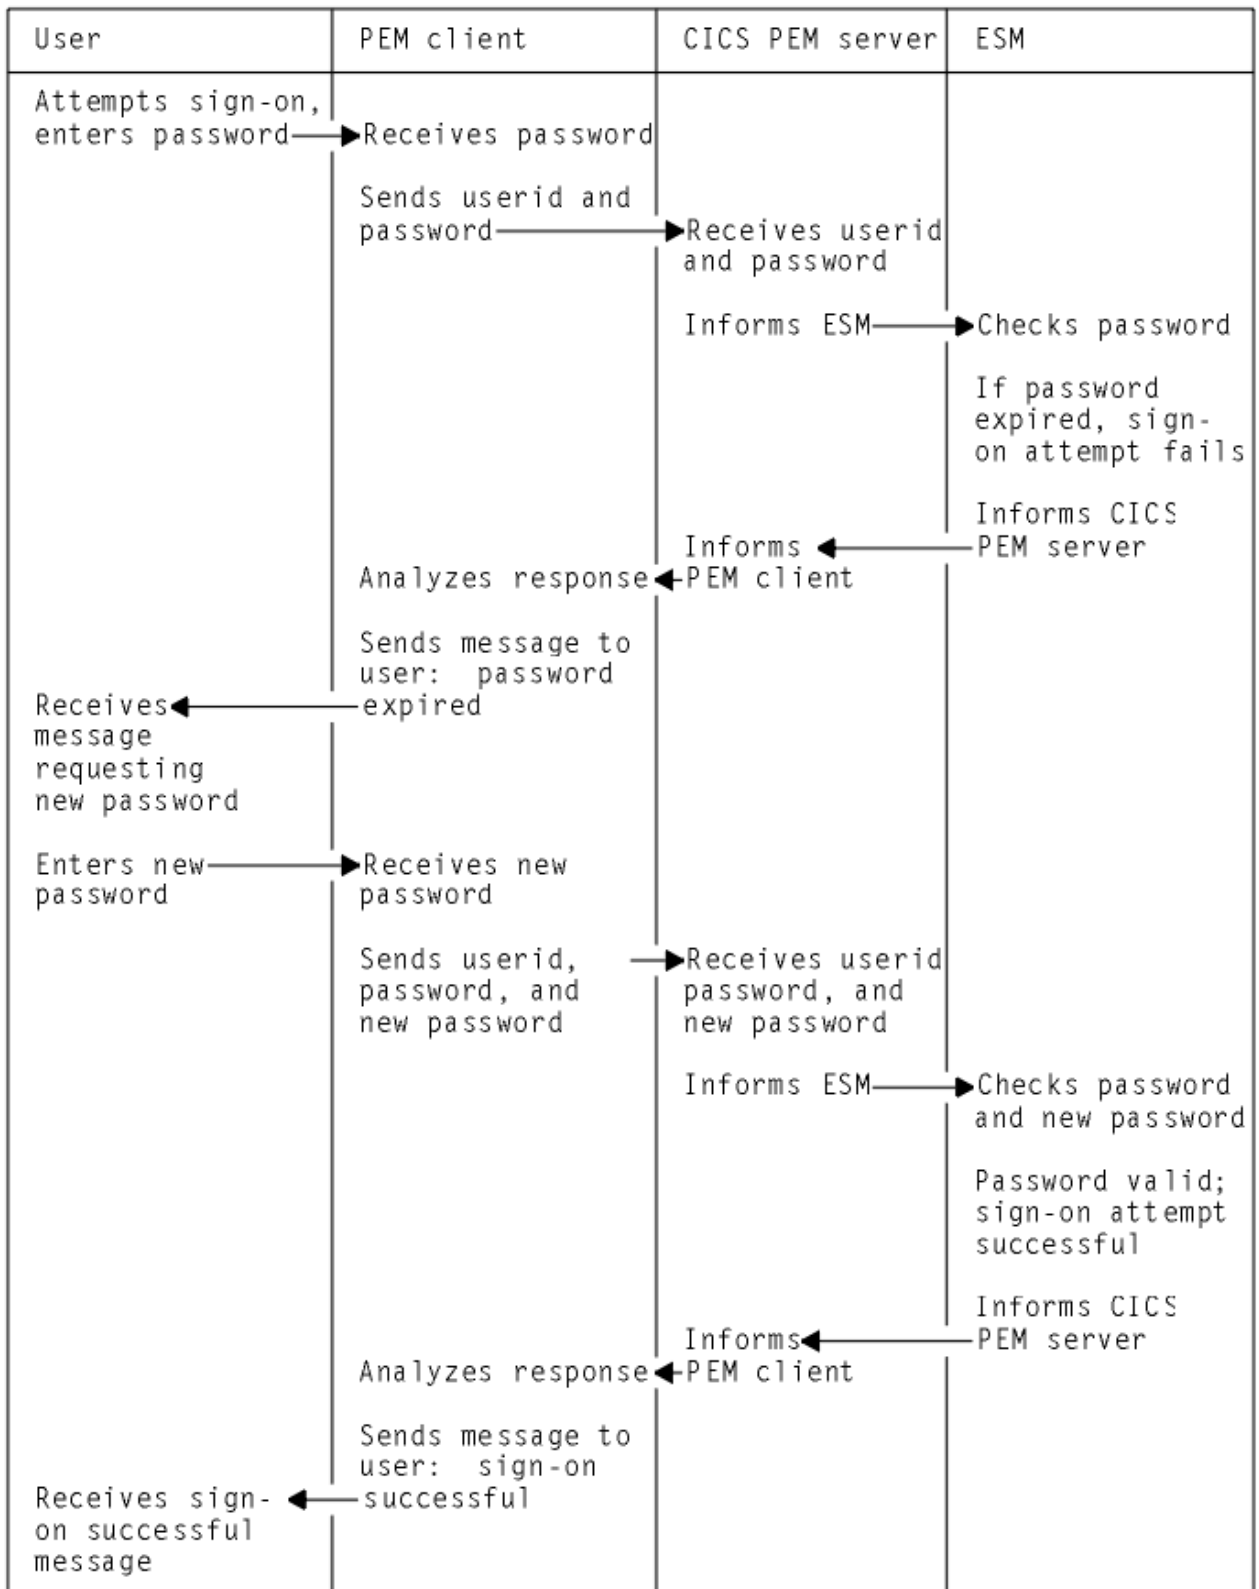 User PEM client CICS PEM server ESM
Attempts sign-on,
enters password Receives password
Sends userid and
password Receives userid
and password
Informs ESM Checks password
If password
expired, sign-
on attempt fails
Informs CICS
Informs PEM server
Analyzes response PEM client
Sends message to
user: password
Receives expired
message
requesting
new password
Enters new Receives new
password password
Sends userid, Receives userid
password, and password, and
new password new password
Informs ESM Checks password
and new password
Password valid;
sign-on attempt
successful
Informs CICS
Informs PEM server
Analyzes response PEM client
Sends message to
user: sign-on
Receives sign- successful
on successful
message